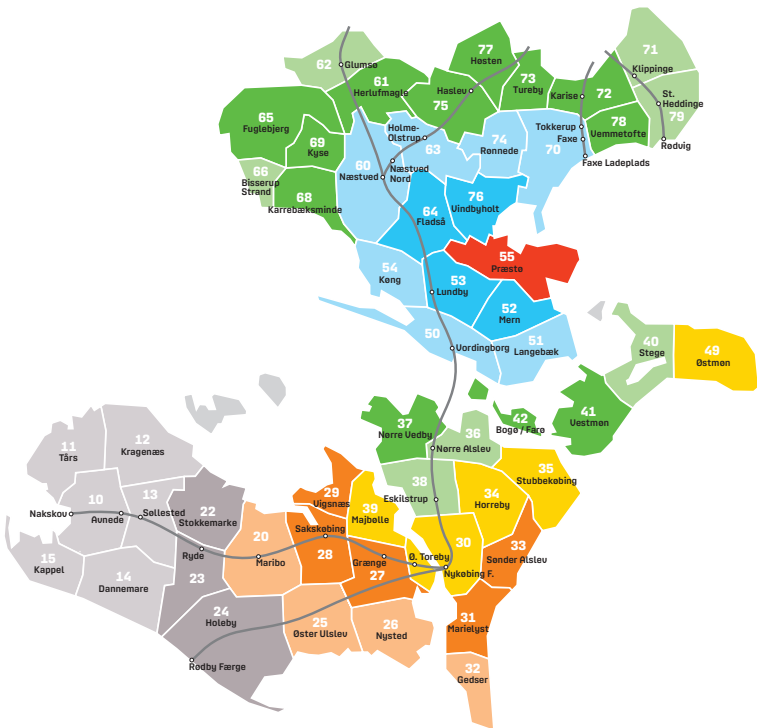 77
Høsten
71
Klippinge
62
Glumsø
61
Herlufmagle
73
Tureby
Haslev
75
Karise
72
St.
Heddinge
79
65
Fuglebjerg
69
Kyse
Holme-
Olstrup
63
74
Rønnede
Tokkerup
Faxe
70
78
Vemmetofte
Rødvig
Faxe Ladeplads
66
Bisserup
Strand
60
Næstved
Næstved
Nord
68
Karrebæksminde
64
Fladså
76
Vindbyholt
55
Præstø
54
Køng
53
Lundby
52
Mern
50
Vordingborg
51
Langebæk
40
Stege
49
Østmøn
41
Vestmøn
42
Bogø / Farø
37
Nørre Vedby
36
Nørre Alslev
11
Tårs
12
Kragenæs
35
Stubbekøbing
38
Eskilstrup
34
Horreby
29
Vigsnæs
39
Majbølle
10
Nakskov
Avnede
13
Søllested
22
Stokkemarke
20
Maribo
Sakskøbing
28
Grænge
27
Ø. Toreby
30
Nykøbing F.
33
Sønder Alslev
15
Kappel
14
Dannemare
Ryde
23
24
Holeby
25
Øster Ulslev
26
Nysted
31
Marielyst
Rødby Færge
32
Gedser